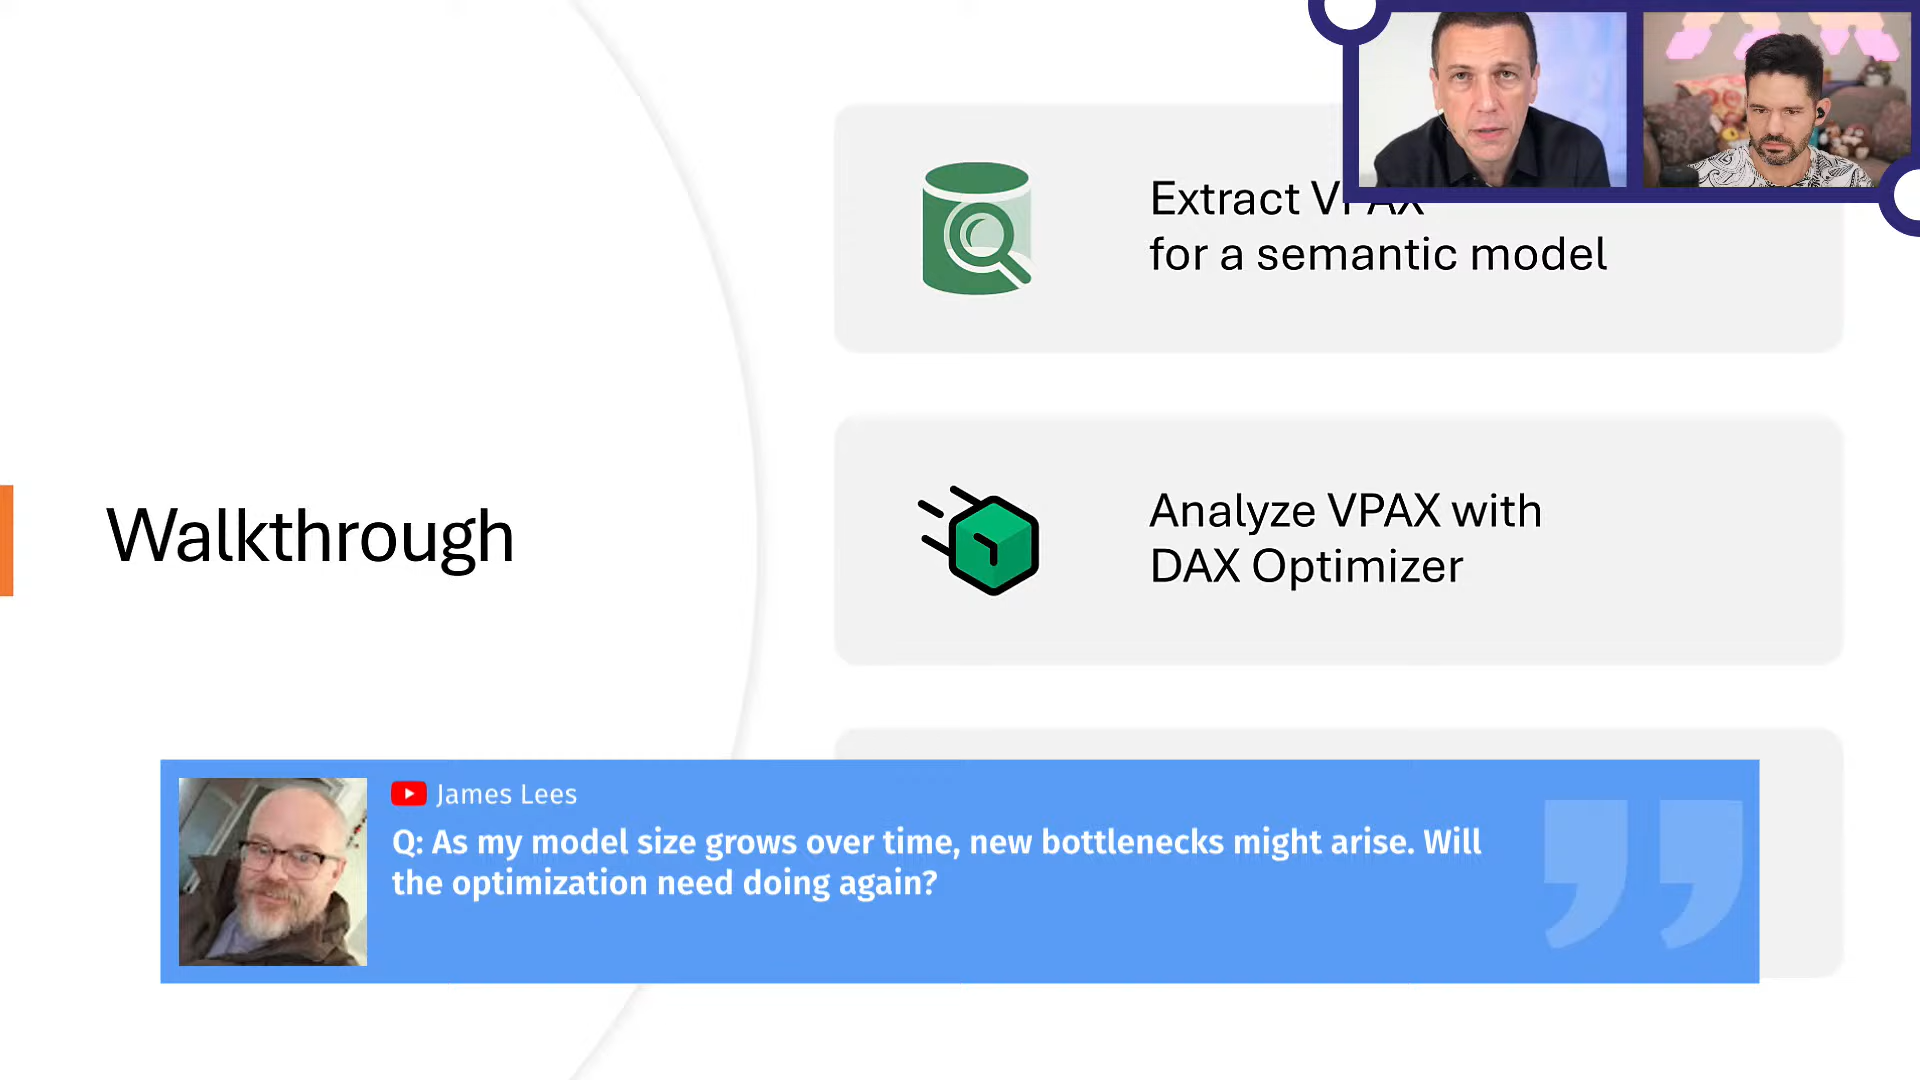 Extract VPAX
for a semantic model
Walkthrough
Analyze VPAX with
DAX Optimizer
James Lees
Q: As my model size grows over time, new bottlenecks might arise. Will
the optimization need doing again?